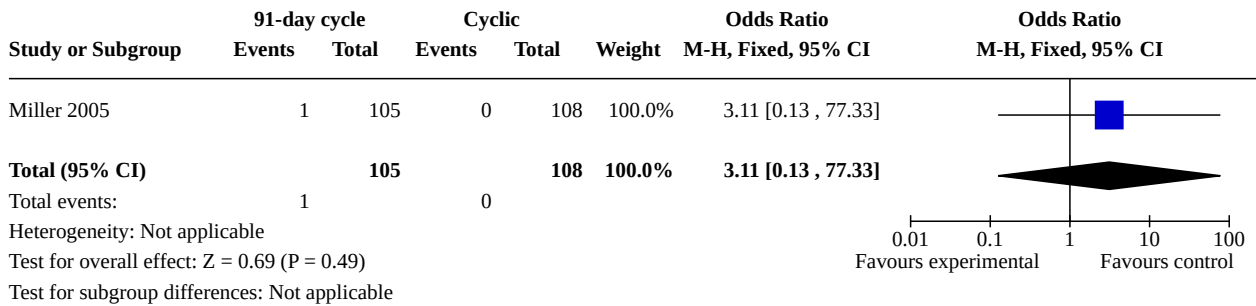 91-day cycle Cyclic Odds Ratio Odds Ratio
Study or Subgroup Events Total Events Total Weight M-H, Fixed, 95% CI M-H, Fixed, 95% CI
Miller 2005 1 105 0 108 100.0% 3.11 [0.13 , 77.33]
Total (95% CI) 105 108 100.0% 3.11 [0.13 , 77.33]
Total events: 1 0
Heterogeneity: Not applicable
0.01 0.1 1 10 100
Test for overall effect: Z = 0.69 (P = 0.49) Favours experimental Favours control
Test for subgroup differences: Not applicable